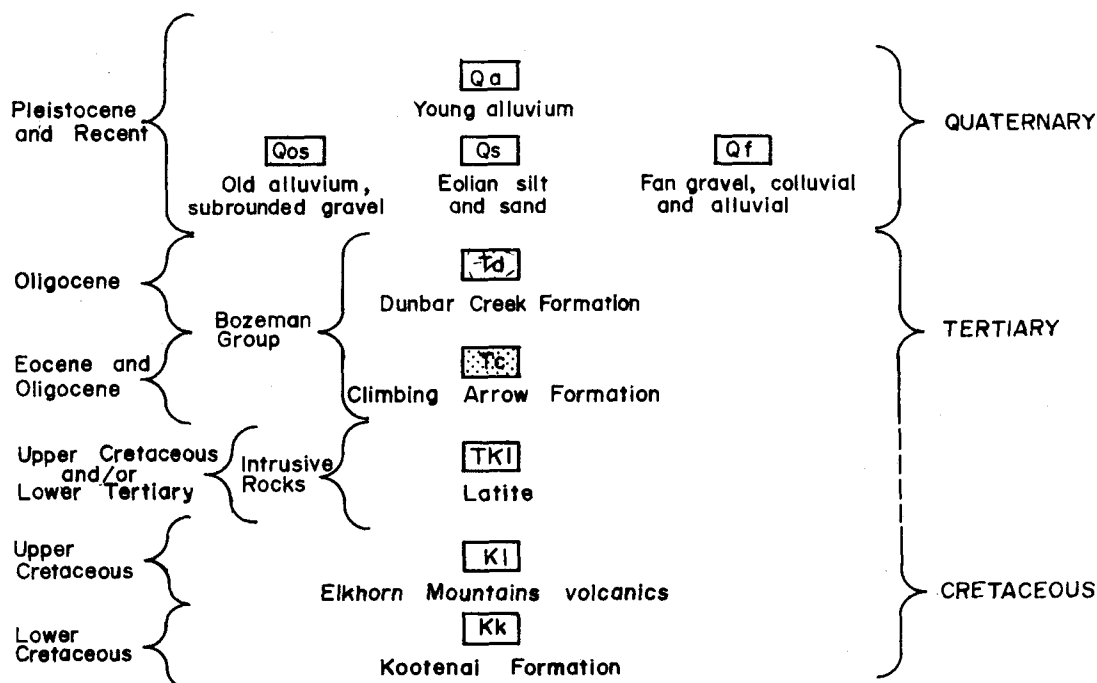 Qa
Young alluvium
Pleistocene
and Recent
QUATERNARY
Qos
Qs
Qf
Old alluvium,
subrounded gravel
Eolian silt
and sand
Fan gravel, colluvial
and alluvial
Td
Oligocene
Dunbar Creek Formation
Bozeman
Group
TERTIARY
Eocene and
Oligocene
Tc
Climbing Arrow Formation
Upper Cretaceous
and/or
Lower Tertiary
Intrusive
Rocks
TKl
Latite
Upper
Cretaceous
Kl
Elkhorn Mountains volcanics
CRETACEOUS
Lower
Cretaceous
Kk
Kootenai Formation